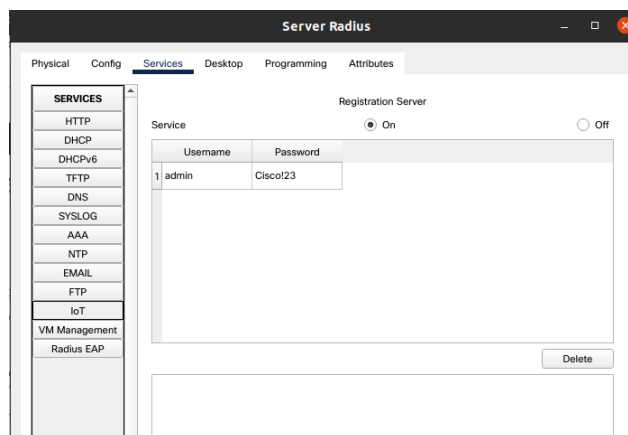 Server Radius
Physical Config Services Desktop Programming Attributes
SERVICES
HTTP
DHCP
DHCPv6
TFTP
DNS
SYSLOG
AAA
NTP
EMAIL
FTP
IoT
VM Management
Radius EAP
Registration Server
Service On Off
Username Password
1 admin Cisco!23
Delete